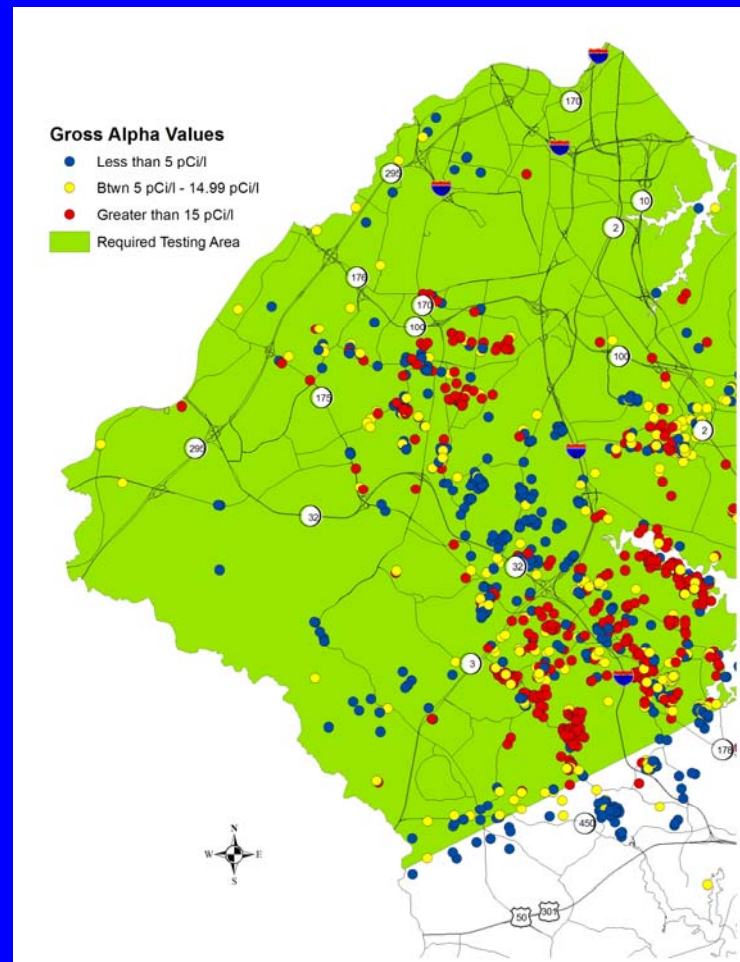 170
295
10
2
Gross Alpha Values
Less than 5 pCi/l
Btwn 5 pCi/l - 14.99 pCi/l
Greater than 15 pCi/l
Required Testing Area
176
170
100
100
175
2
295
32
32
3
178
450
N
W E
S
50
301